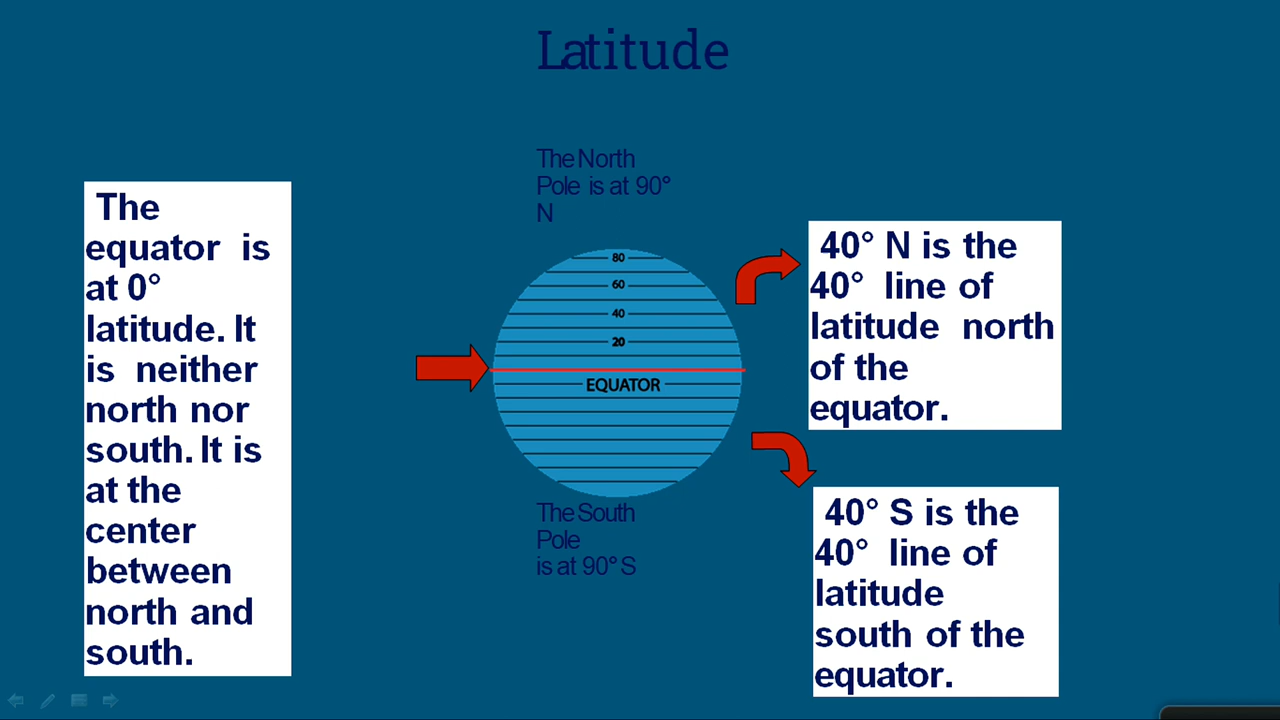 Latitude
The North
Pole is at 90°
N
The
equator is
at 0°
latitude. It
is neither
north nor
south. It is
at the
center
between
north and
south.
80
60
40
20
EQUATOR
40° N is the
40° line of
latitude north
of the
equator.
The South
Pole
is at 90° S
40° S is the
40° line of
latitude
south of the
equator.